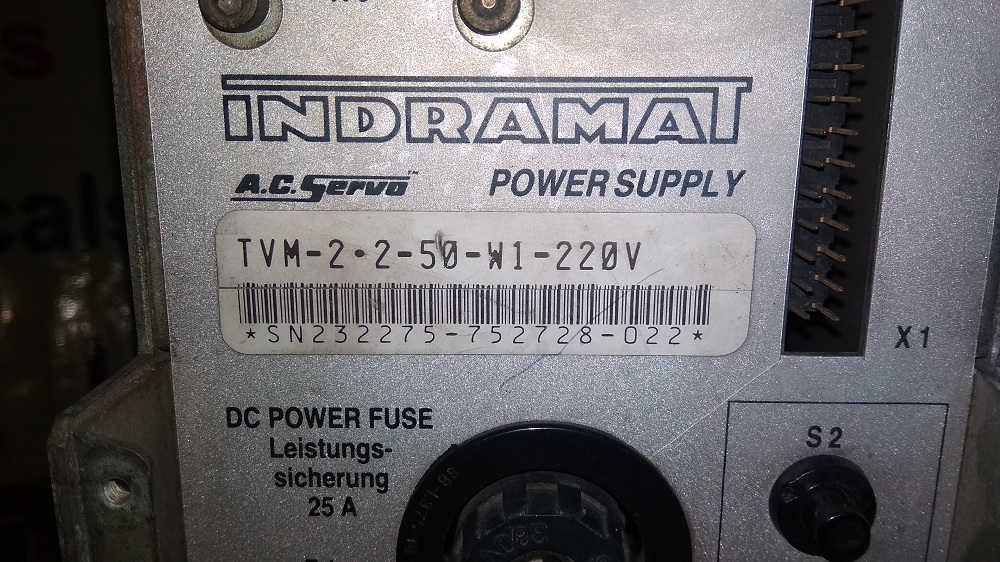 INDRAMAT
A.C. Servo™ POWER SUPPLY
TVM-2·2-50-W1-220V
*SN232275-752728-022*
X1
DC POWER FUSE
Leistungs-
sicherung
25 A
S2